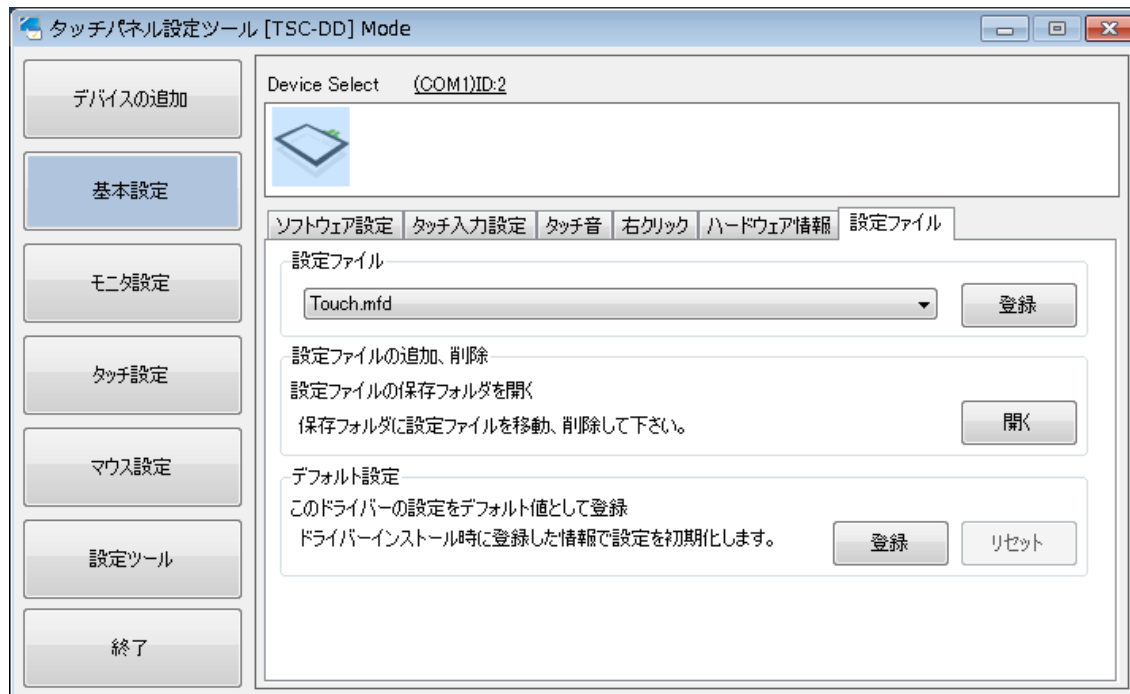 タッチパネル設定ツール [TSC-DD] Mode
デバイスの追加
基本設定
モニタ設定
タッチ設定
マウス設定
設定ツール
終了
Device Select (COM1)ID:2
ソフトウェア設定 タッチ入力設定 タッチ音 右クリック ハードウェア情報 設定ファイル
設定ファイル
Touch.mfd 登録
設定ファイルの追加、削除
設定ファイルの保存フォルダを開く
保存フォルダに設定ファイルを移動、削除して下さい。 開く
デフォルト設定
このドライバーの設定をデフォルト値として登録
ドライバーインストール時に登録した情報で設定を初期化します。 登録 リセット